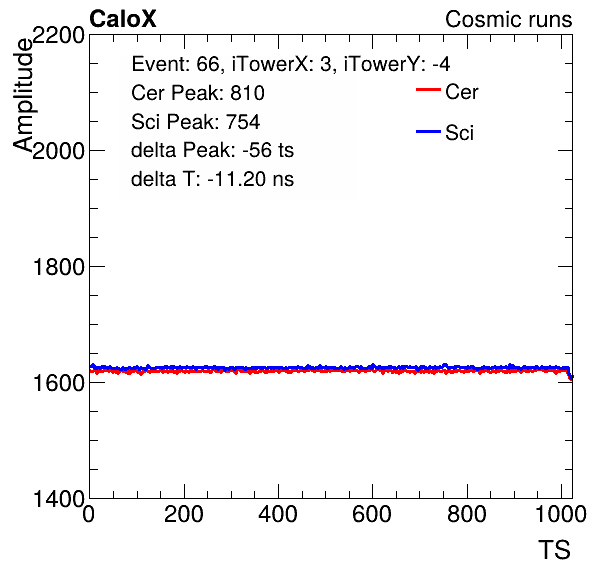 CaloX Cosmic runs
Amplitude
2200
2000
1800
1600
1400
Event: 66, iTowerX: 3, iTowerY: -4
Cer Peak: 810
Sci Peak: 754
delta Peak: -56 ts
delta T: -11.20 ns
Cer
Sci
0 200 400 600 800 1000
TS